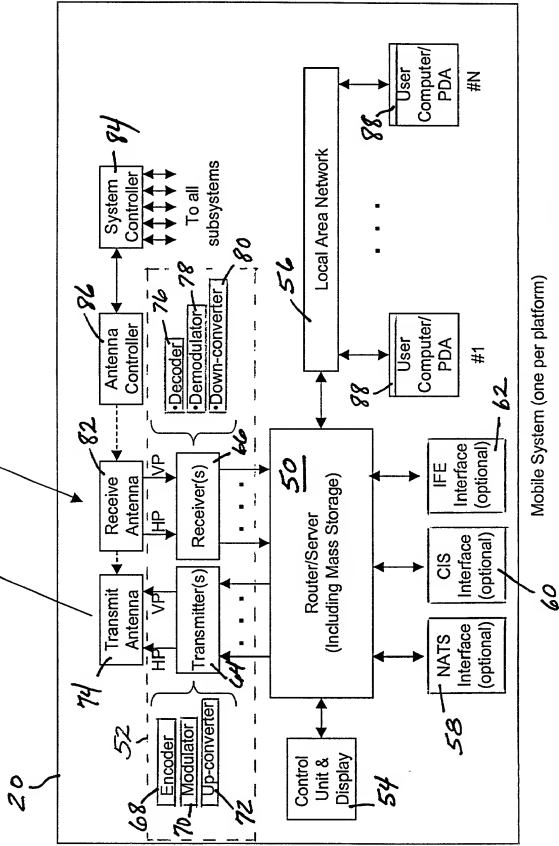 20
74
Transmit
Antenna
82
Receive
Antenna
86
Antenna
Controller
84
System
Controller
To all
subsystems
HP
VP
HP
VP
52
68
Encoder
70
Modulator
72
Up-converter
Transmitter(s)
64
Receiver(s)
66
•Decoder
76
•Demodulator
78
•Down-converter
80
Control
Unit &
Display
54
50
Router/Server
(Including Mass Storage)
56
Local Area Network
58
NATS
Interface
(optional)
CIS
Interface
(optional)
60
IFE
Interface
(optional)
62
88
User
Computer/
PDA
#1
88
User
Computer/
PDA
#N
Mobile System (one per platform)